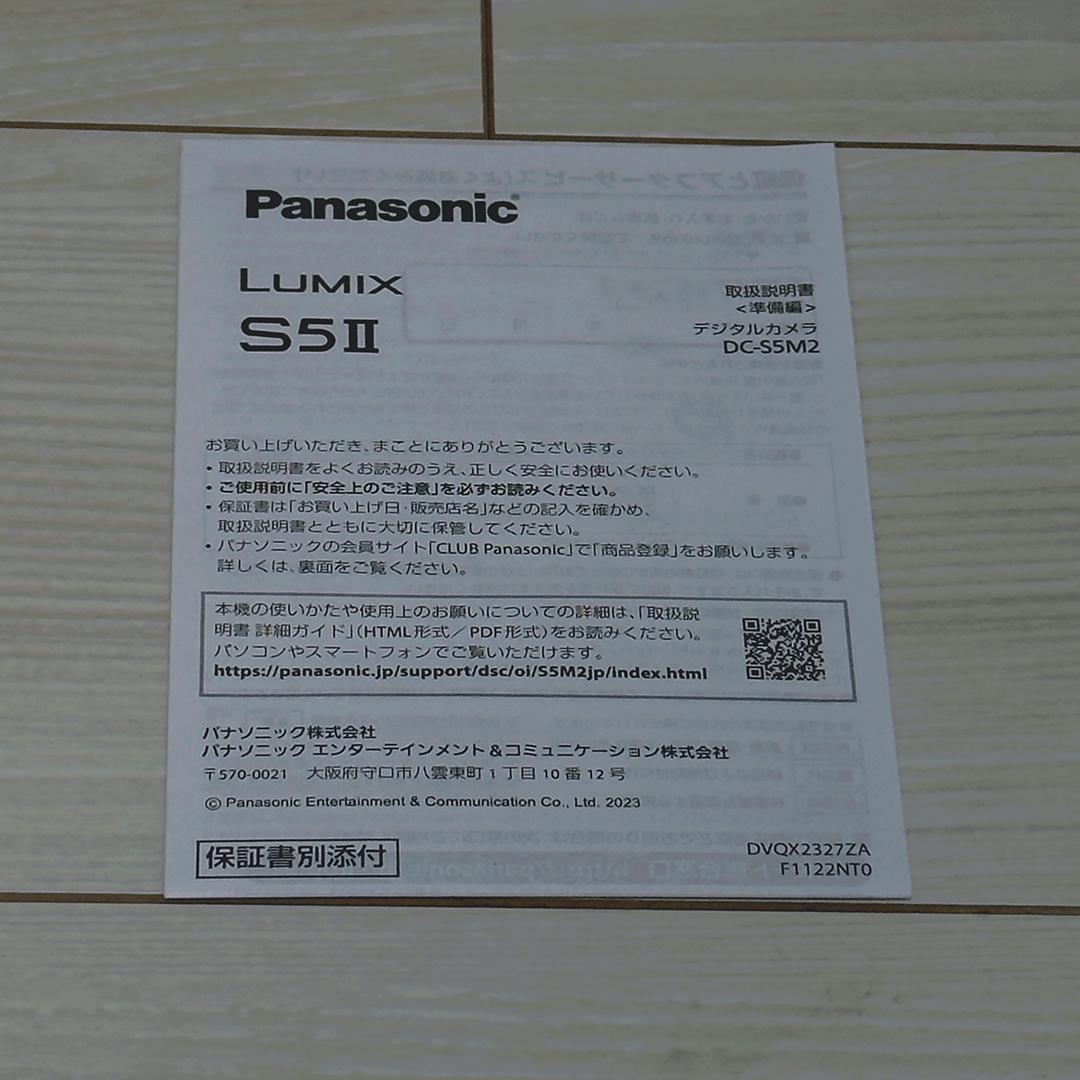 Panasonic®
LUMIX
S5II
取扱説明書
<準備編>
デジタルカメラ
DC-S5M2
お買い上げいただき、まことにありがとうございます。
• 取扱説明書をよくお読みのうえ、正しく安全にお使いください。
• ご使用前に「安全上のご注意」を必ずお読みください。
• 保証書は「お買い上げ日・販売店名」などの記入を確かめ、
取扱説明書とともに大切に保管してください。
• パナソニックの会員サイト「CLUB Panasonic」で「商品登録」をお願いします。
詳しくは、裏面をご覧ください。
本機の使いかたや使用上のお願いについての詳細は、「取扱説
明書 詳細ガイド」(HTML形式／PDF形式)をお読みください。
パソコンやスマートフォンでご覧いただけます。
https://panasonic.jp/support/dsc/oi/S5M2jp/index.html
パナソニック株式会社
パナソニック エンターテインメント＆コミュニケーション株式会社
〒570-0021 大阪府守口市八雲東町1丁目10番12号
© Panasonic Entertainment & Communication Co., Ltd. 2023
保証書別添付
DVQX2327ZA
F1122NT0